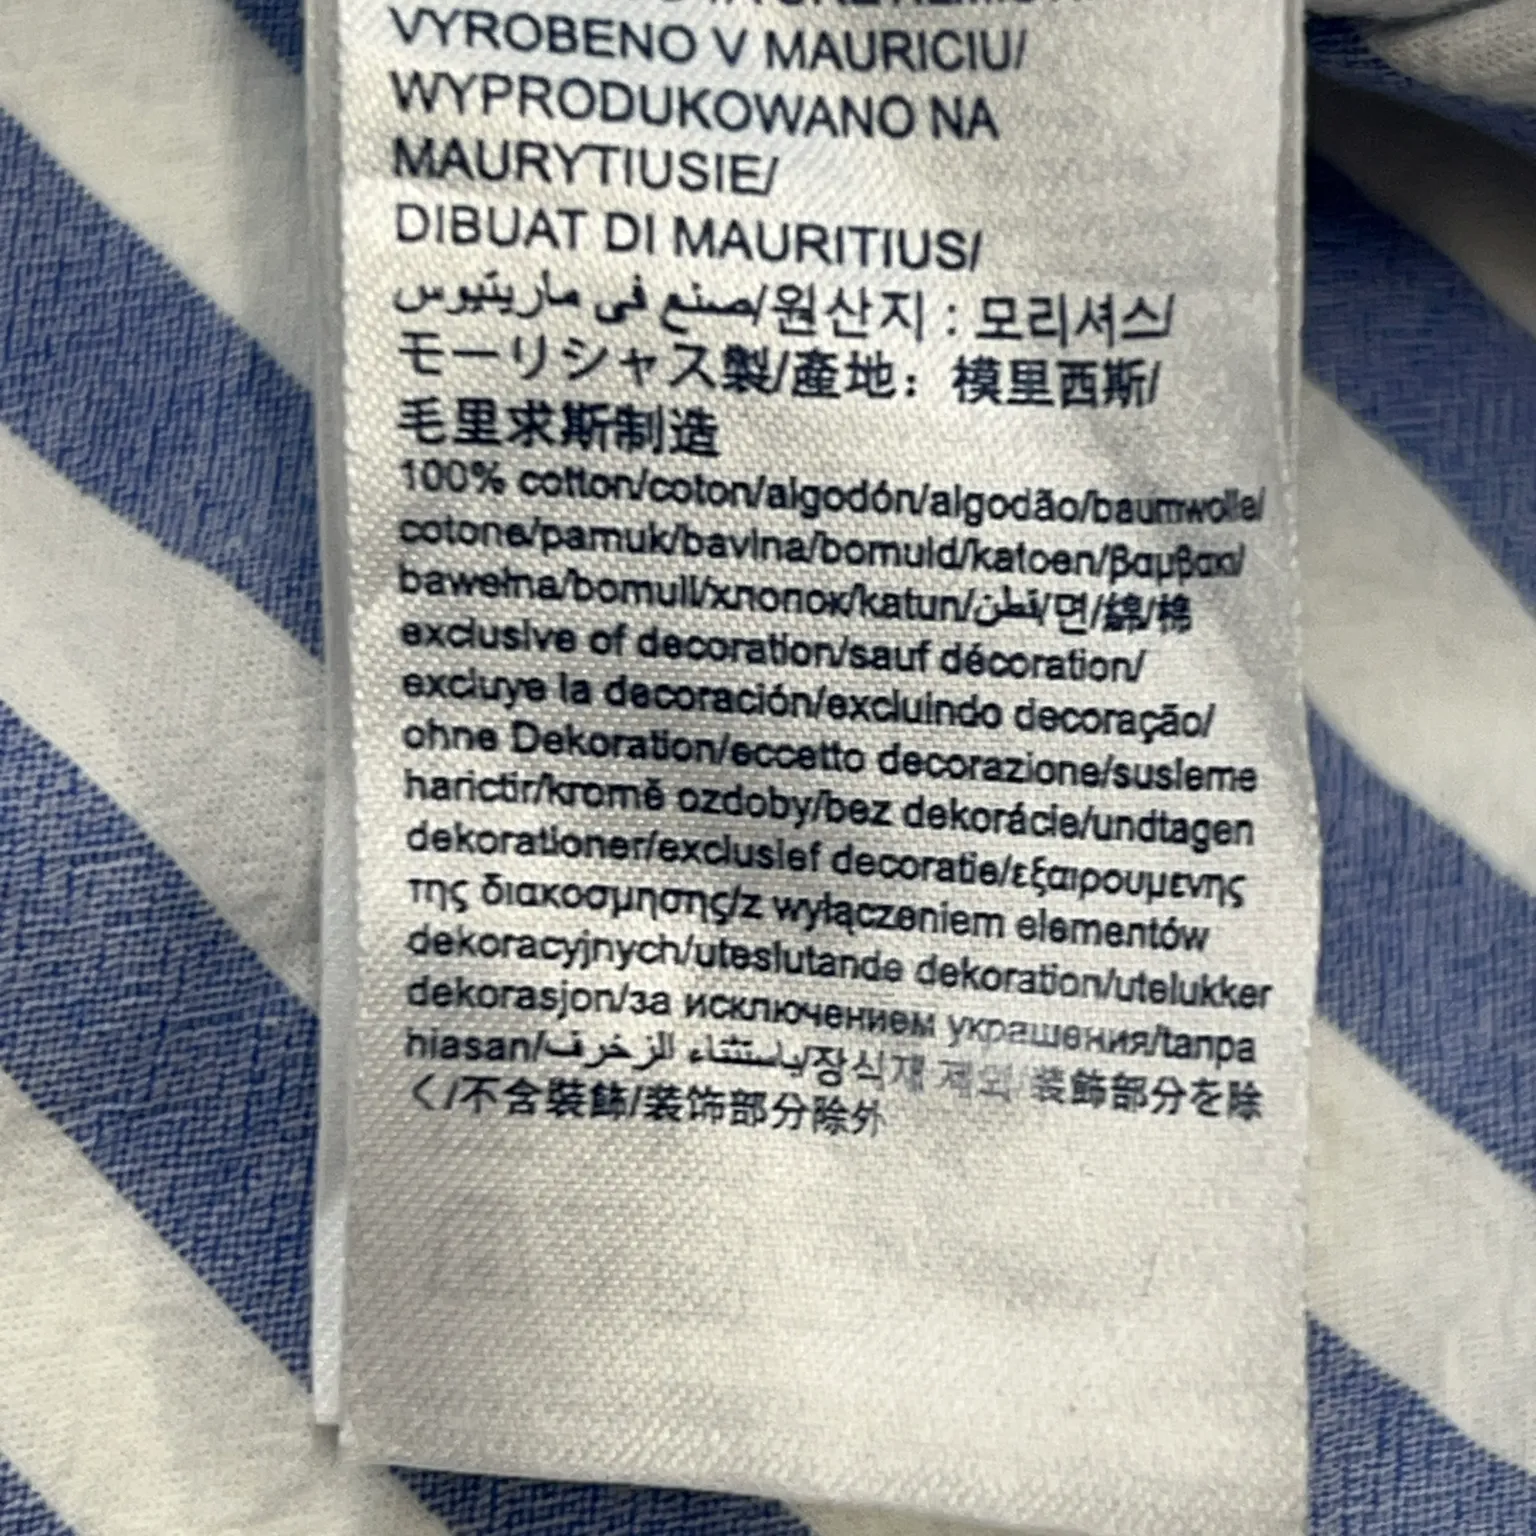 VYROBENO V MAURICIU/
WYPRODUKOWANO NA
MAURYTIUSIE/
DIBUAT DI MAURITIUS/
صنع في ماريتيوس/원산지 : 모리셔스/
モーリシャス製/產地：模里西斯/
毛里求斯制造
100% cotton/coton/algodón/algodão/baumwolle/
cotone/pamuk/bavlna/bomuld/katoen/βαμβακι/
bawełna/bomull/хлопок/katun/قطن/면/綿/棉
exclusive of decoration/sauf décoration/
excluye la decoración/excluindo decoração/
ohne Dekoration/eccetto decorazione/susleme
harictir/kromě ozdoby/bez dekorácie/undtagen
dekorationer/exclusief decoratie/εξαιρουμενης
της διακοσμησης/z wyłączeniem elementów
dekoracyjnych/uteslutande dekoration/utelukker
dekorasjon/за исключением украшения/tanpa
hiasan/باستثناء الزخرفة/장식재 제외/装飾部分を除
く/不含裝飾/装饰部分除外